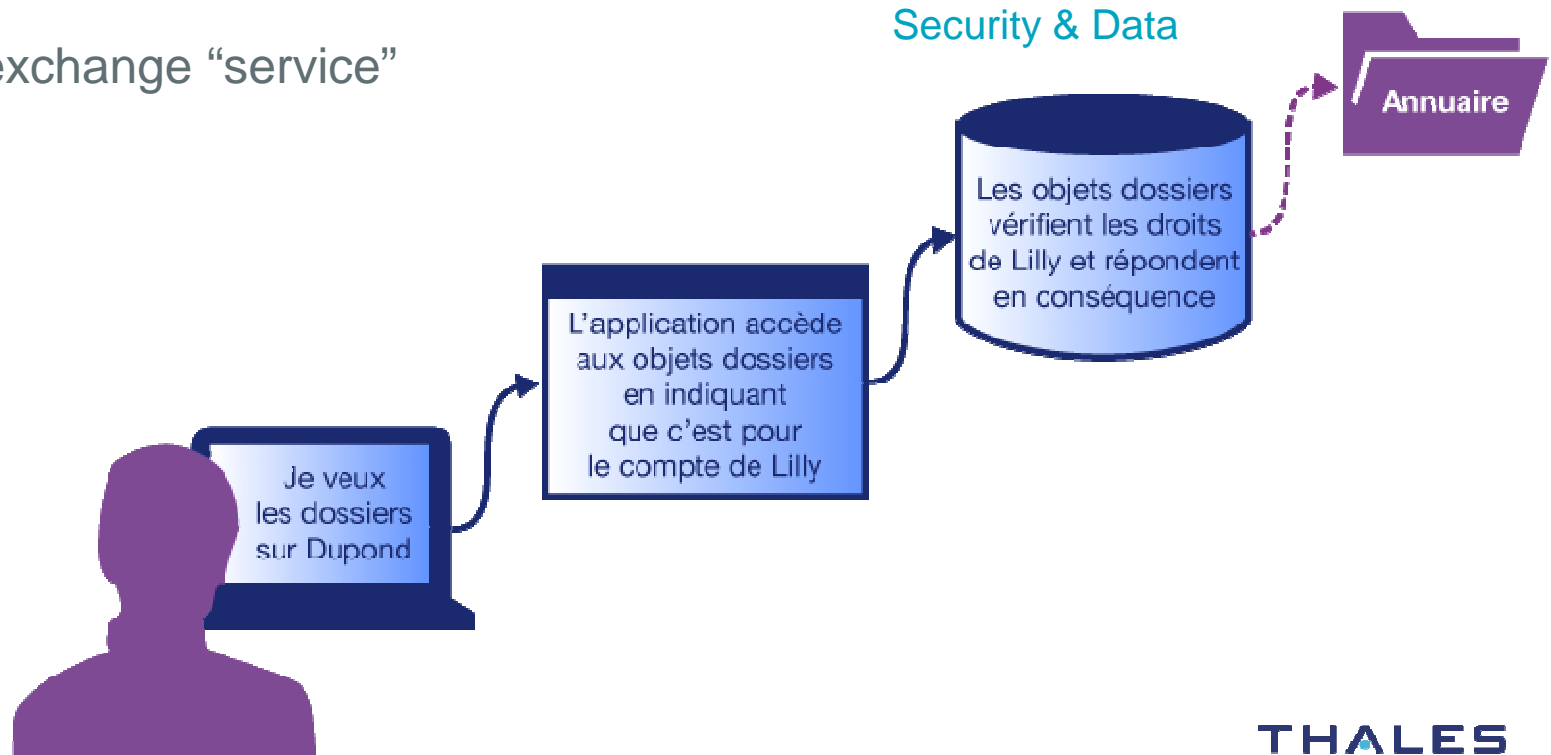 exchange “service”
Security & Data
Annuaire
Les objets dossiers
vérifient les droits
de Lilly et répondent
en conséquence
L'application accède
aux objets dossiers
en indiquant
que c'est pour
le compte de Lilly
Je veux
les dossiers
sur Dupond
THALES